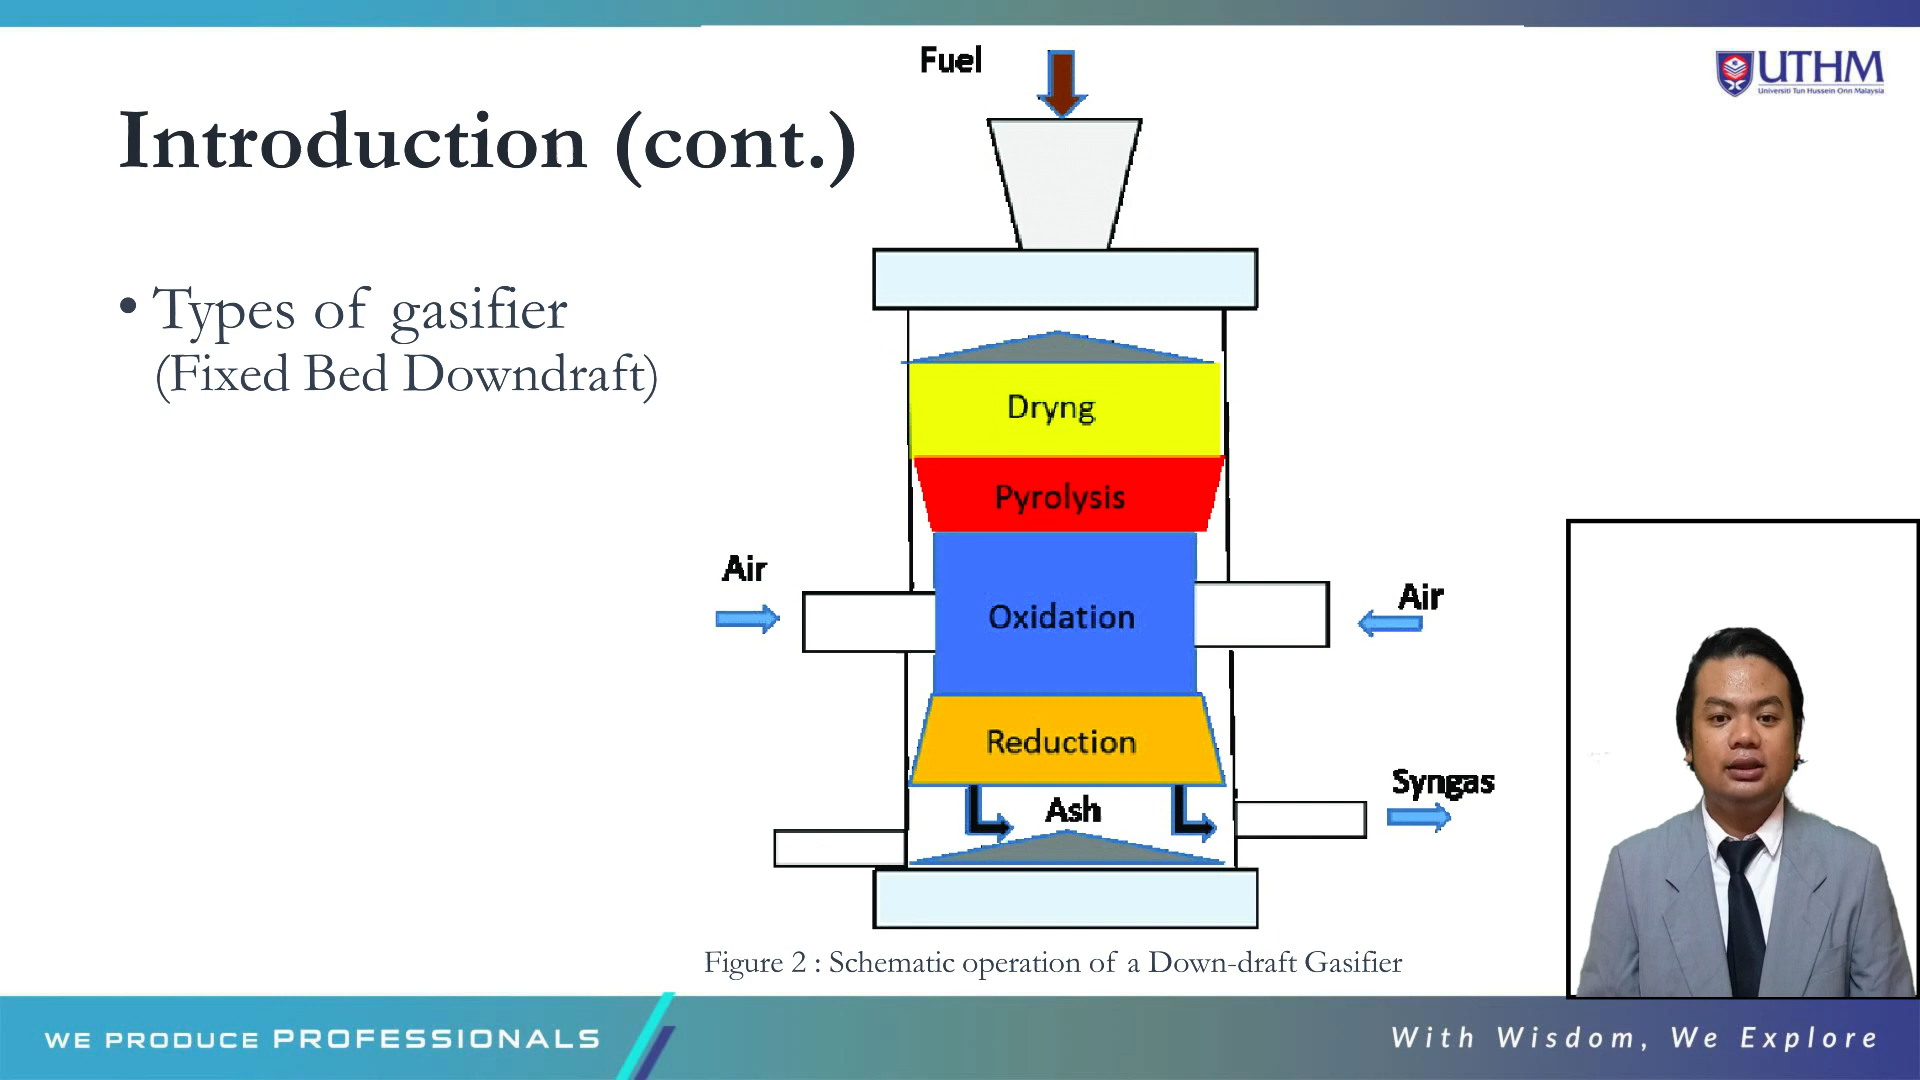 Fuel
UTHM
Universiti Tun Hussein Onn Malaysia
Introduction (cont.)
• Types of gasifier
(Fixed Bed Downdraft)
Dryng
Pyrolysis
Air
Oxidation
Air
Reduction
Ash
Syngas
Figure 2 : Schematic operation of a Down-draft Gasifier
WE PRODUCE PROFESSIONALS
With Wisdom, We Explore